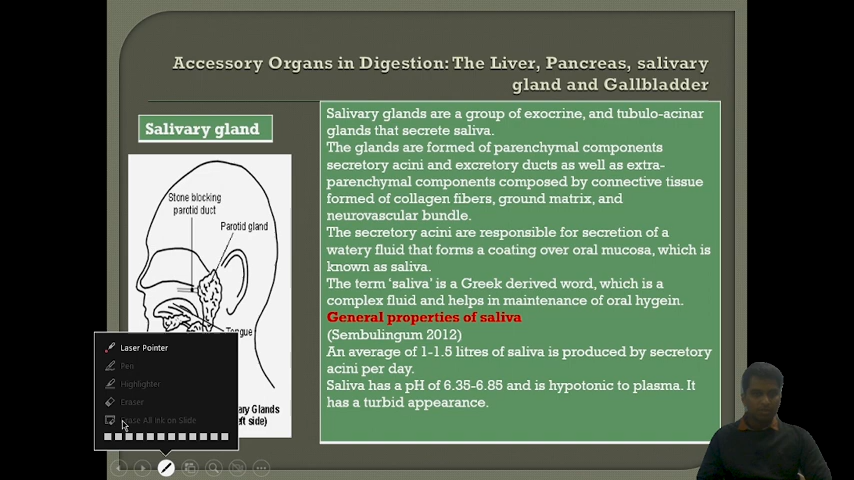 Accessory Organs in Digestion: The Liver, Pancreas, salivary
gland and Gallbladder
Salivary gland
Stone blocking
parotid duct
Parotid gland
Tongue
ary Glands
eft side)
Salivary glands are a group of exocrine, and tubulo-acinar
glands that secrete saliva.
The glands are formed of parenchymal components
secretory acini and excretory ducts as well as extra-
parenchymal components composed by connective tissue
formed of collagen fibers, ground matrix, and
neurovascular bundle.
The secretory acini are responsible for secretion of a
watery fluid that forms a coating over oral mucosa, which is
known as saliva.
The term ‘saliva’ is a Greek derived word, which is a
complex fluid and helps in maintenance of oral hygein.
General properties of saliva
(Sembulingum 2012)
An average of 1-1.5 litres of saliva is produced by secretory
acini per day.
Saliva has a pH of 6.35-6.85 and is hypotonic to plasma. It
has a turbid appearance.
Laser Pointer
Pen
Highlighter
Eraser
Erase All Ink on Slide